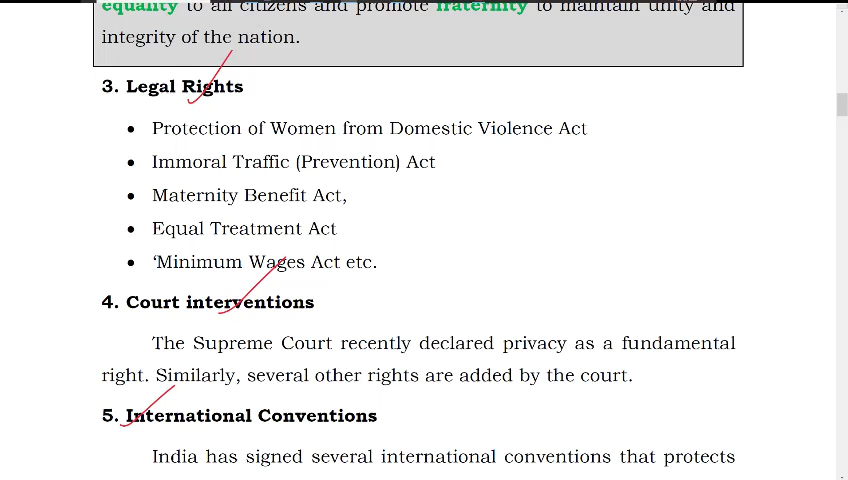 equality to all citizens and promote fraternity to maintain unity and
integrity of the nation.
3. Legal Rights
• Protection of Women from Domestic Violence Act
• Immoral Traffic (Prevention) Act
• Maternity Benefit Act,
• Equal Treatment Act
• ‘Minimum Wages Act etc.
4. Court interventions
The Supreme Court recently declared privacy as a fundamental
right. Similarly, several other rights are added by the court.
5. International Conventions
India has signed several international conventions that protects